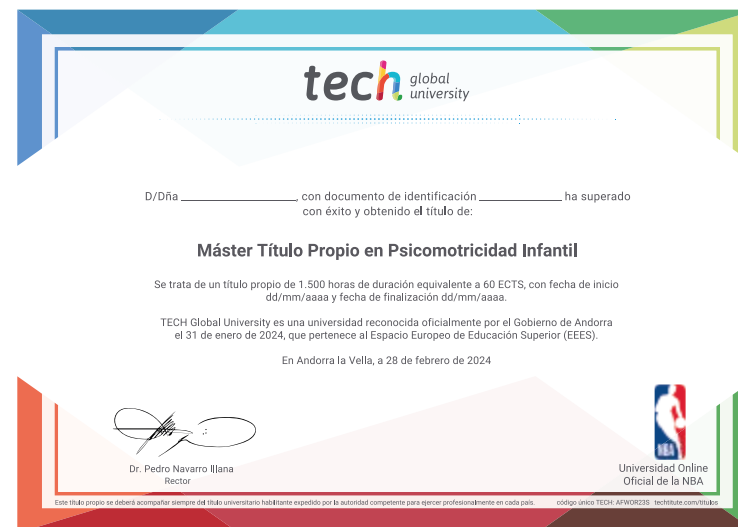 tech global university
D/Dña ______________, con documento de identificación ______________ ha superado
con éxito y obtenido el título de:
Máster Título Propio en Psicomotricidad Infantil
Se trata de un título propio de 1.500 horas de duración equivalente a 60 ECTS, con fecha de inicio
dd/mm/aaaa y fecha de finalización dd/mm/aaaa.
TECH Global University es una universidad reconocida oficialmente por el Gobierno de Andorra
el 31 de enero de 2024, que pertenece al Espacio Europeo de Educación Superior (EEES).
En Andorra la Vella, a 28 de febrero de 2024
Dr. Pedro Navarro Illana
Rector
NBA
Universidad Online
Oficial de la NBA
Este título propio se deberá acompañar siempre del título universitario habilitante expedido por la autoridad competente para ejercer profesionalmente en cada país. código único TECH: AFWOR23S techtitute.com/titulos